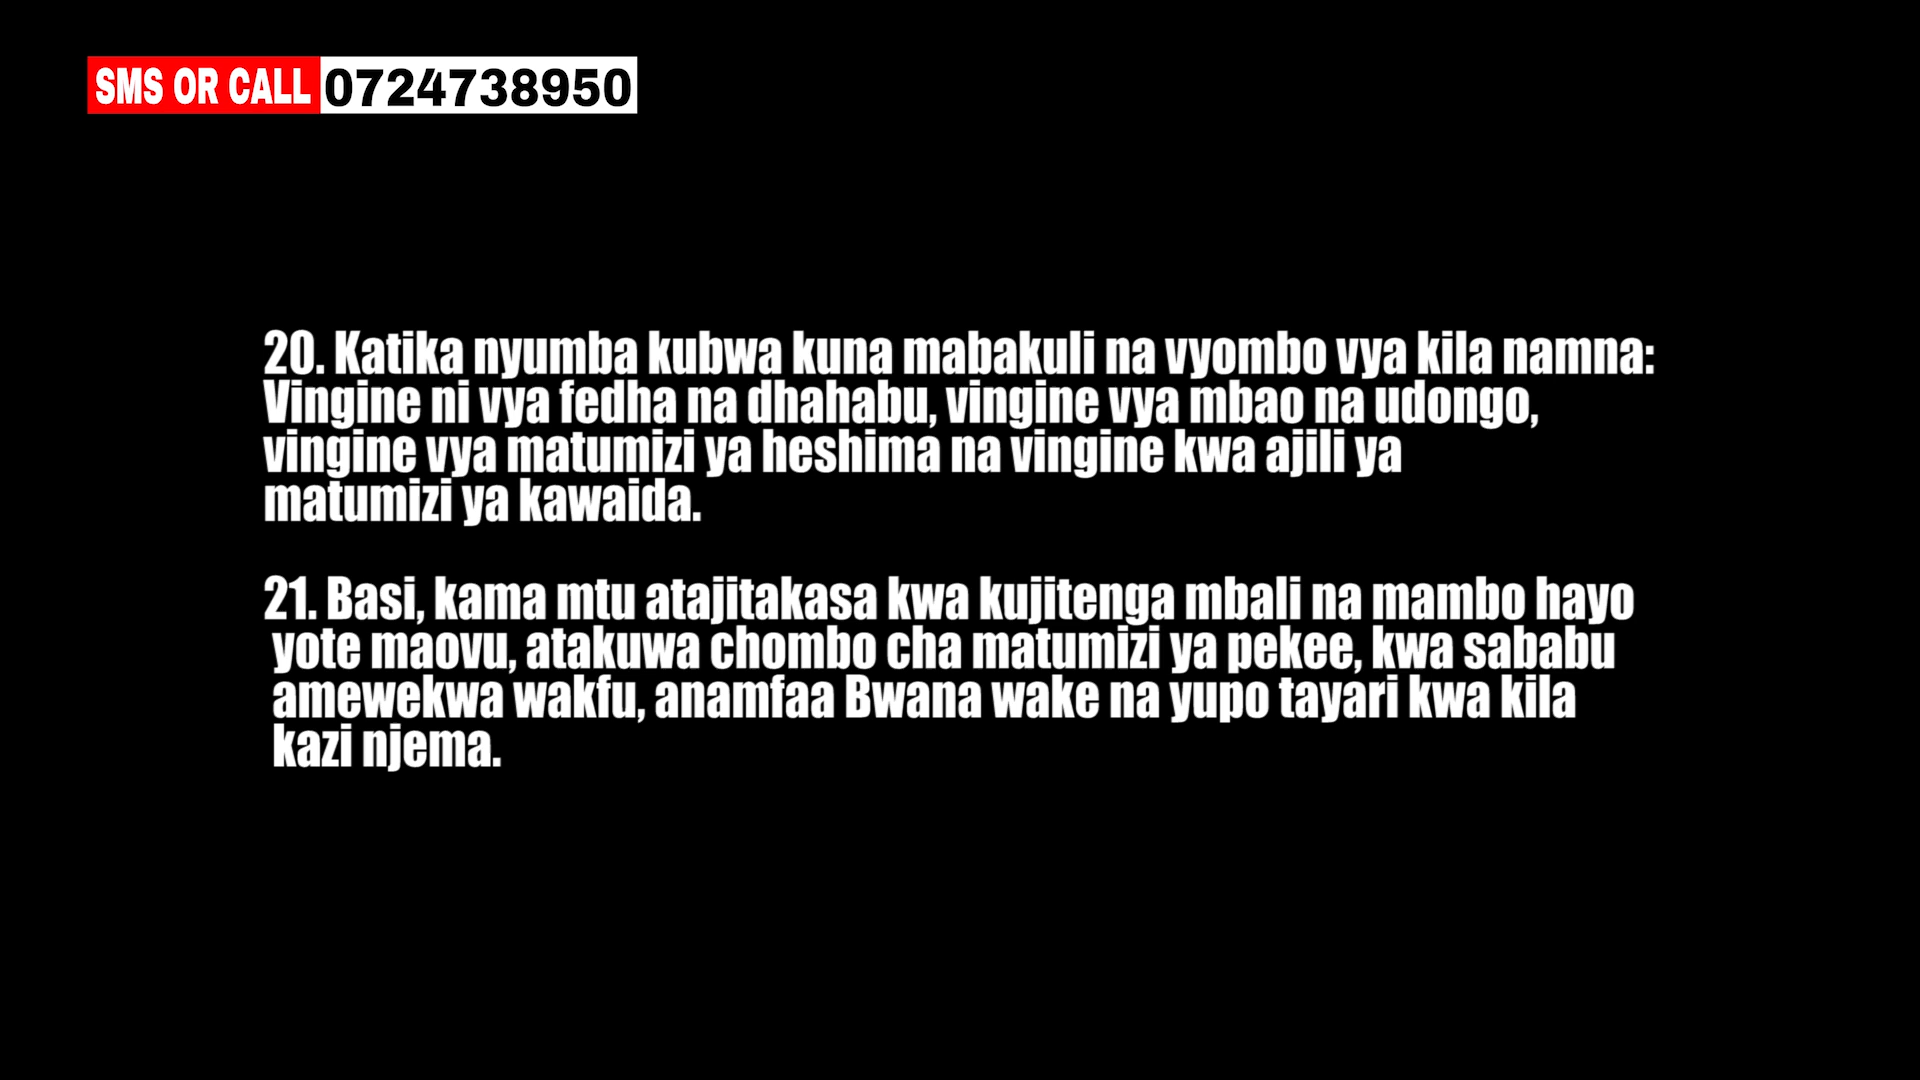 SMS OR CALL 0724738950
20. Katika nyumba kubwa kuna mabakuli na vyombo vya kila namna:
Vingine ni vya fedha na dhahabu, vingine vya mbao na udongo,
vingine vya matumizi ya heshima na vingine kwa ajili ya
matumizi ya kawaida.
21. Basi, kama mtu atajitakasa kwa kujitenga mbali na mambo hayo
yote maovu, atakuwa chombo cha matumizi ya pekee, kwa sababu
amewekwa wakfu, anamfaa Bwana wake na yupo tayari kwa kila
kazi njema.